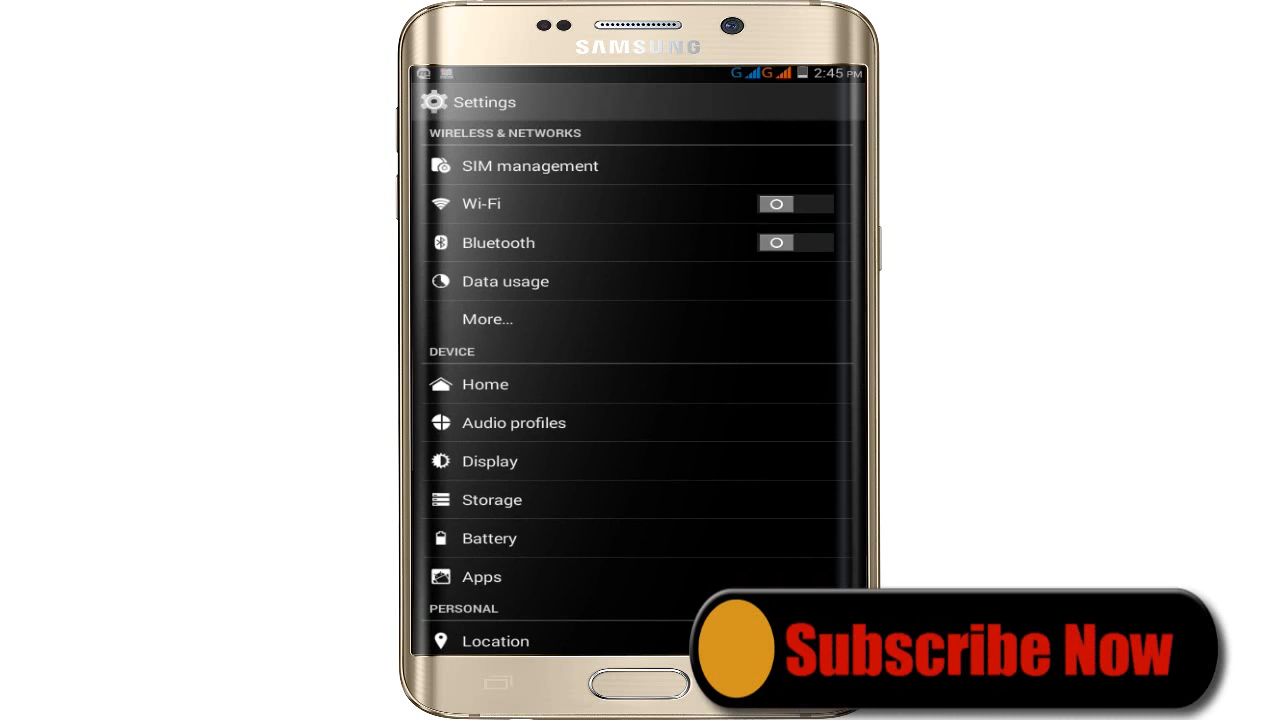 SAMSUNG
G G 2:45 PM
Settings
WIRELESS & NETWORKS
SIM management
Wi-Fi
Bluetooth
Data usage
More...
DEVICE
Home
Audio profiles
Display
Storage
Battery
Apps
PERSONAL
Location
Subscribe Now